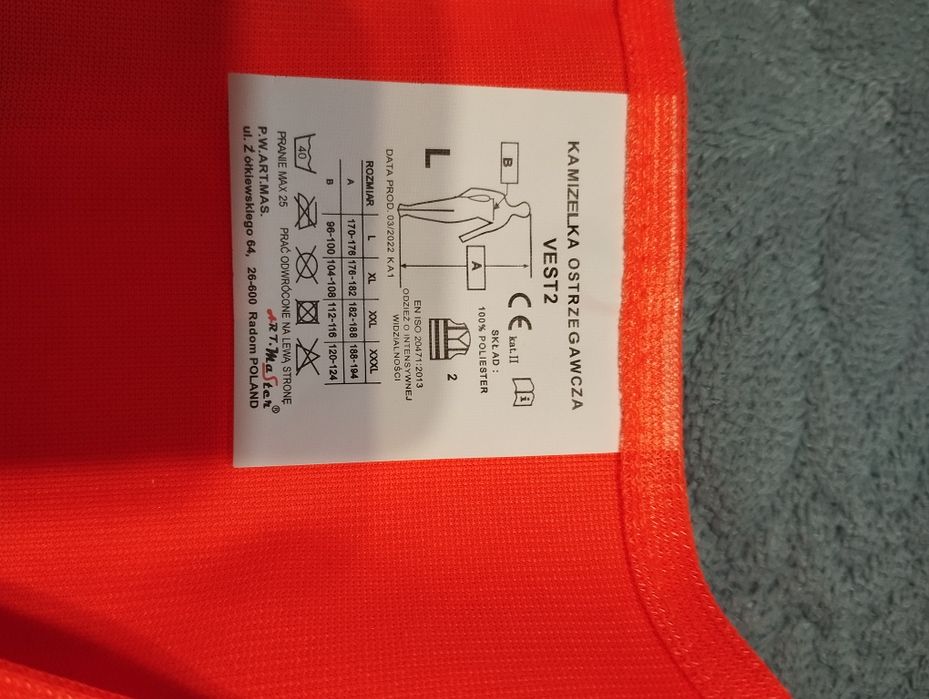 KAMIZELKA OSTRZEGAWCZA
VEST2
B
A
CE kat.II
i
SKŁAD :
100% POLIESTER
2
L
EN ISO 20471:2013
ODZIEŻ O INTENSYWNEJ
WIDZIALNOŚCI
DATA PROD. 03/2022 KA1
ROZMIAR L XL XXL XXXL
A 170-176 176-182 182-188 188-194
B 96-100 104-108 112-116 120-124
40
PRANIE MAX 25 PRAĆ ODWRÓCONE NA LEWĄ STRONĘ
P.W.ART.MAS. ART.MaSter®
ul. Żółkiewskiego 64, 26-600 Radom POLAND